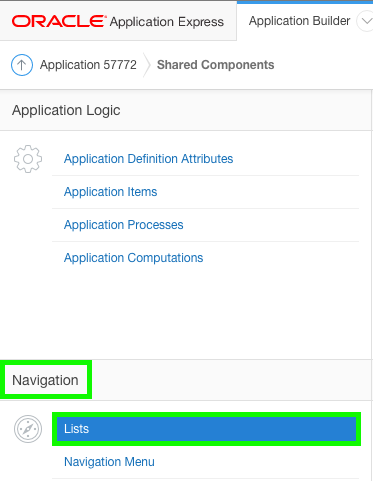 ORACLE Application Express Application Builder
Application 57772 Shared Components
Application Logic
Application Definition Attributes
Application Items
Application Processes
Application Computations
Navigation
Lists
Navigation Menu